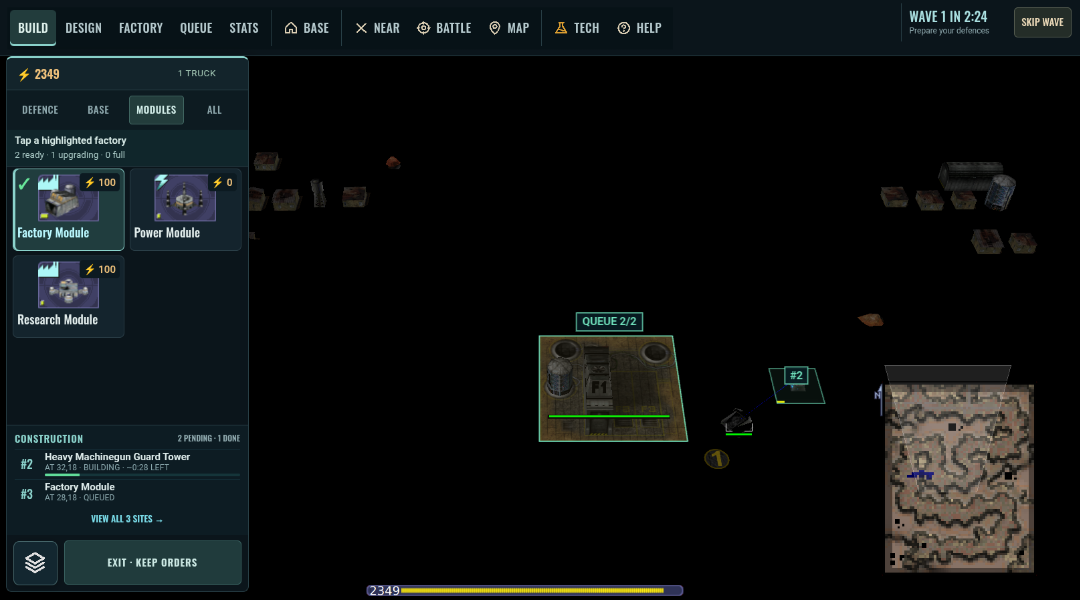 BUILD
DESIGN
FACTORY
QUEUE
STATS
BASE
NEAR
BATTLE
MAP
TECH
HELP
WAVE 1 IN 2:24
Prepare your defences
SKIP WAVE
2349
1 TRUCK
DEFENCE
BASE
MODULES
ALL
Tap a highlighted factory
2 ready · 1 upgrading · 0 full
100
Factory Module
0
Power Module
100
Research Module
QUEUE 2/2
F1
#2
1
N
CONSTRUCTION
2 PENDING · 1 DONE
#2
Heavy Machinegun Guard Tower
AT 32,18 · BUILDING · ~0:28 LEFT
#3
Factory Module
AT 28,18 · QUEUED
VIEW ALL 3 SITES →
EXIT · KEEP ORDERS
2349